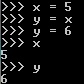 >>> x = 5
>>> y = x
>>> y = 6
>>> x
5
>>> y
6